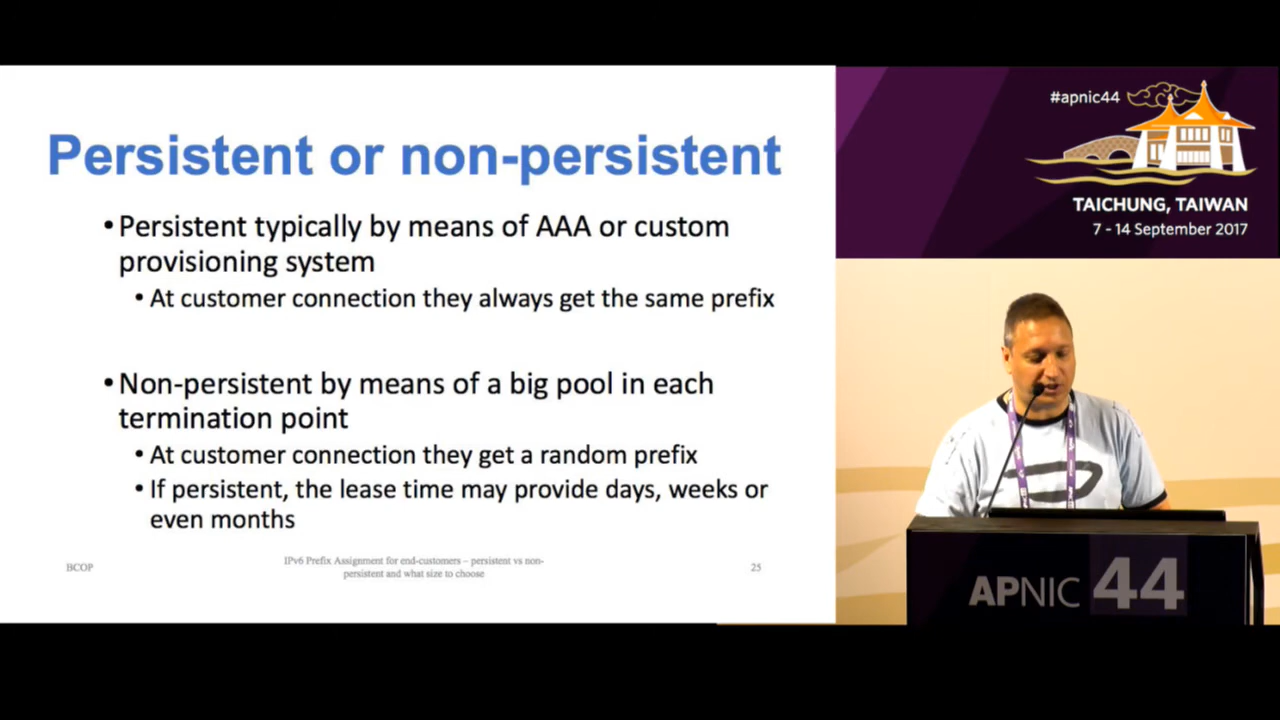 Persistent or non-persistent
•Persistent typically by means of AAA or custom
provisioning system
• At customer connection they always get the same prefix
•Non-persistent by means of a big pool in each
termination point
• At customer connection they get a random prefix
• If persistent, the lease time may provide days, weeks or
even months
BCOP
IPv6 Prefix Assignment for end-customers – persistent vs non-
persistent and what size to choose
25
#apnic44
TAICHUNG, TAIWAN
7 - 14 September 2017
APNIC 44